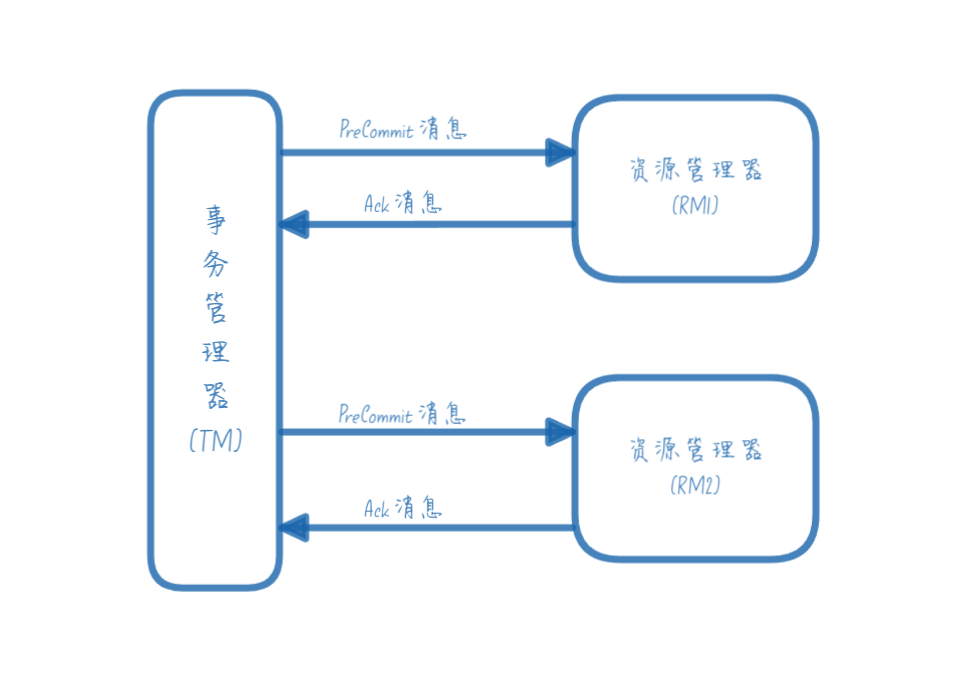 事
务
管
理
器
(TM)
PreCommit 消息
Ack 消息
资源管理器
(RM1)
PreCommit 消息
Ack 消息
资源管理器
(RM2)